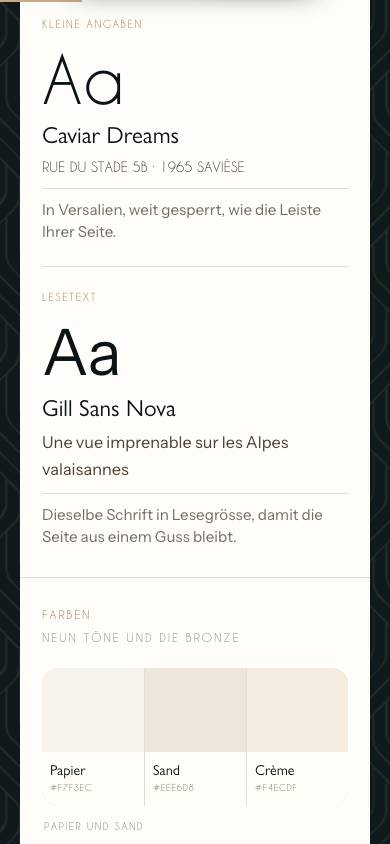 KLEINE ANGABEN
Aa
Caviar Dreams
RUE DU STADE 5B · 1965 SAVIÈSE
In Versalien, weit gesperrt, wie die Leiste
Ihrer Seite.
LESETEXT
Aa
Gill Sans Nova
Une vue imprenable sur les Alpes
valaisannes
Dieselbe Schrift in Lesegrösse, damit die
Seite aus einem Guss bleibt.
FARBEN
NEUN TÖNE UND DIE BRONZE
Papier
Sand
Crème
#F7F3EC
#EEE6D8
#F4ECDF
PAPIER UND SAND